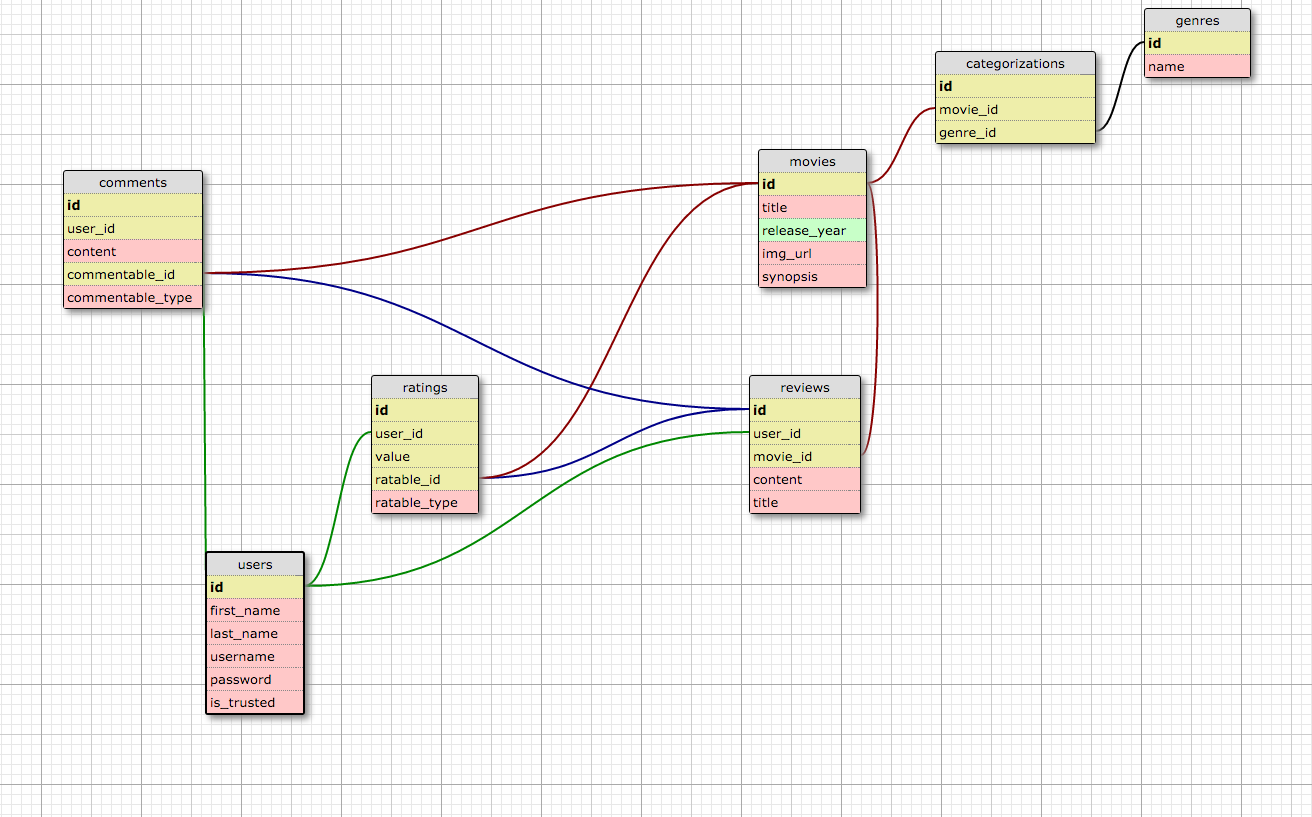 genres
id
name
categorizations
id
movie_id
genre_id
movies
id
title
release_year
img_url
synopsis
comments
id
user_id
content
commentable_id
commentable_type
ratings
id
user_id
value
ratable_id
ratable_type
reviews
id
user_id
movie_id
content
title
users
id
first_name
last_name
username
password
is_trusted